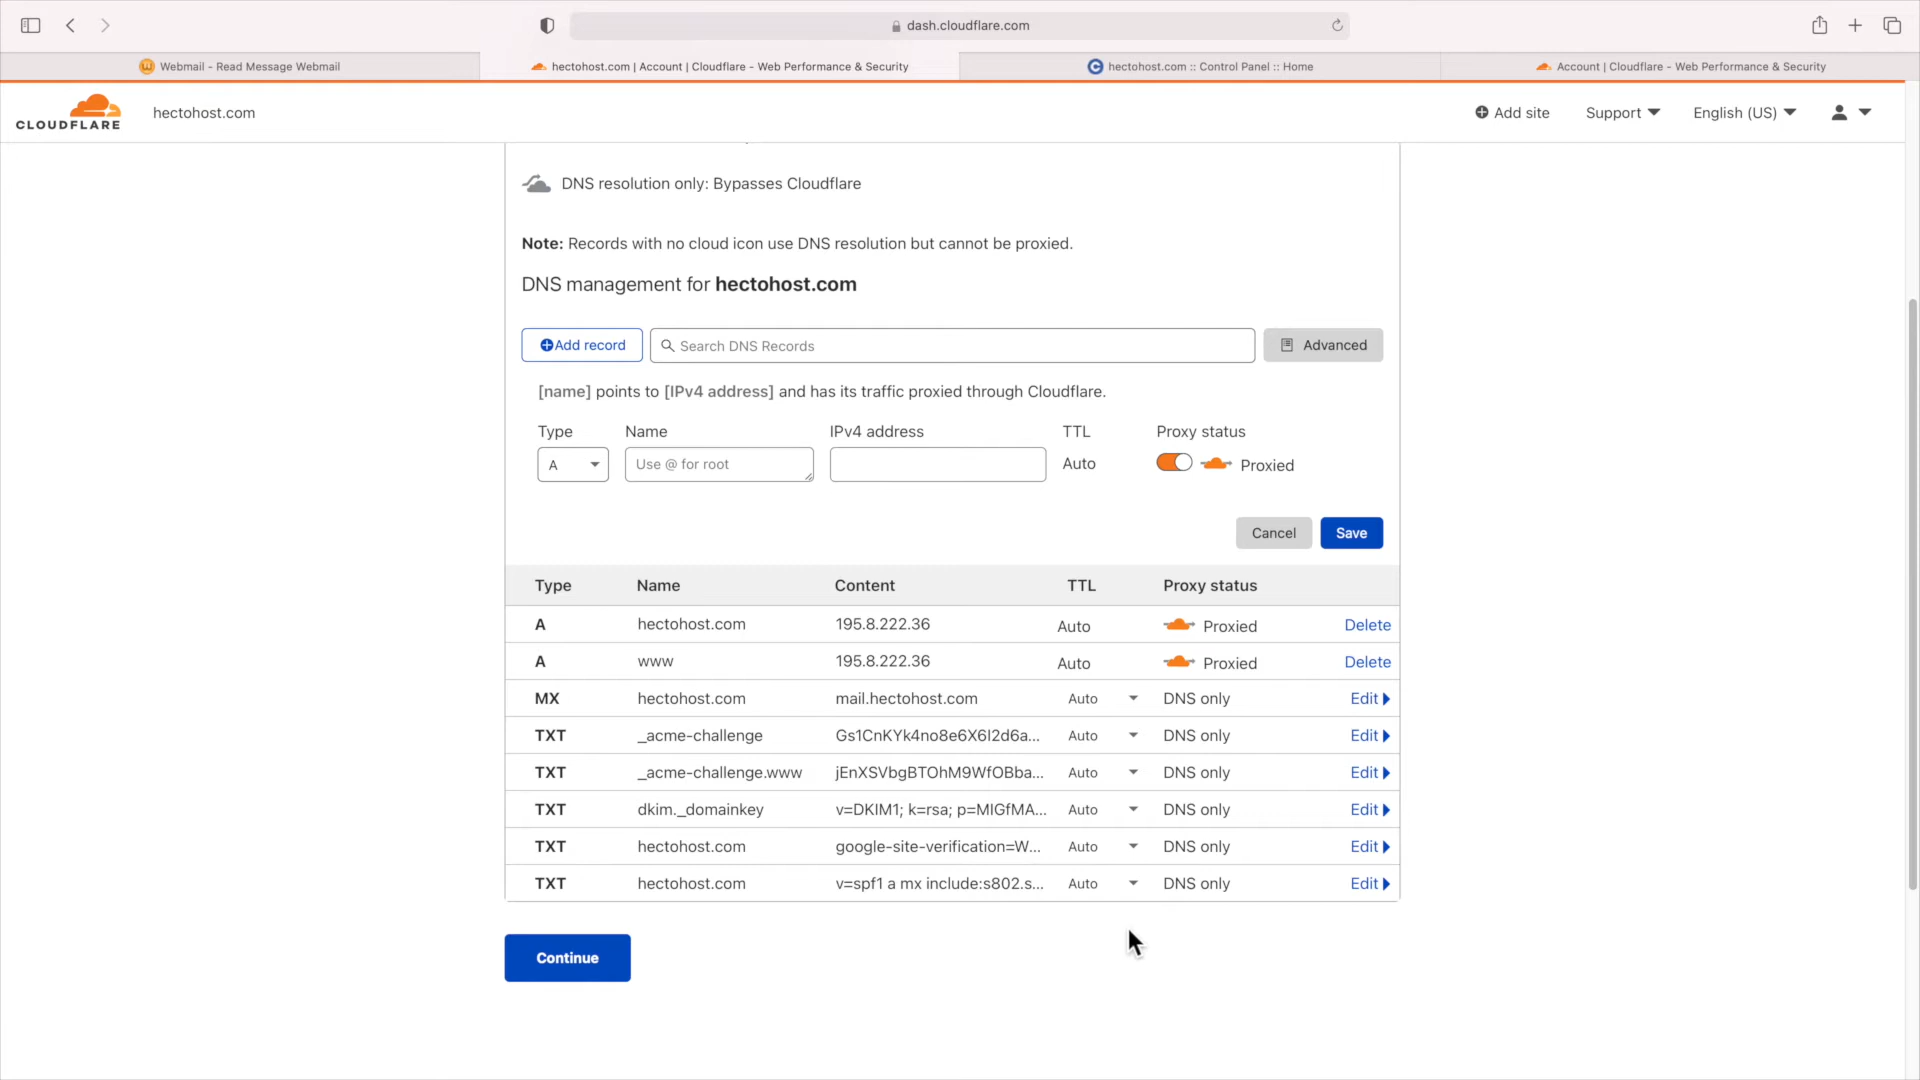 dash.cloudflare.com
Webmail - Read Message Webmail
hectohost.com | Account | Cloudflare - Web Performance & Security
hectohost.com :: Control Panel :: Home
Account | Cloudflare - Web Performance & Security
CLOUDFLARE
hectohost.com
Add site
Support
English (US)
DNS resolution only: Bypasses Cloudflare
Note: Records with no cloud icon use DNS resolution but cannot be proxied.
DNS management for hectohost.com
Add record
Search DNS Records
Advanced
[name] points to [IPv4 address] and has its traffic proxied through Cloudflare.
Type Name IPv4 address TTL Proxy status
A Use @ for root Auto Proxied
Cancel Save
Type Name Content TTL Proxy status
A hectohost.com 195.8.222.36 Auto Proxied Delete
A www 195.8.222.36 Auto Proxied Delete
MX hectohost.com mail.hectohost.com Auto DNS only Edit
TXT _acme-challenge Gs1CnKYk4no8e6X6I2d6a... Auto DNS only Edit
TXT _acme-challenge.www jEnXSVbgBTOhM9WfOBba... Auto DNS only Edit
TXT dkim._domainkey v=DKIM1; k=rsa; p=MIGfMA... Auto DNS only Edit
TXT hectohost.com google-site-verification=W... Auto DNS only Edit
TXT hectohost.com v=spf1 a mx include:s802.s... Auto DNS only Edit
Continue